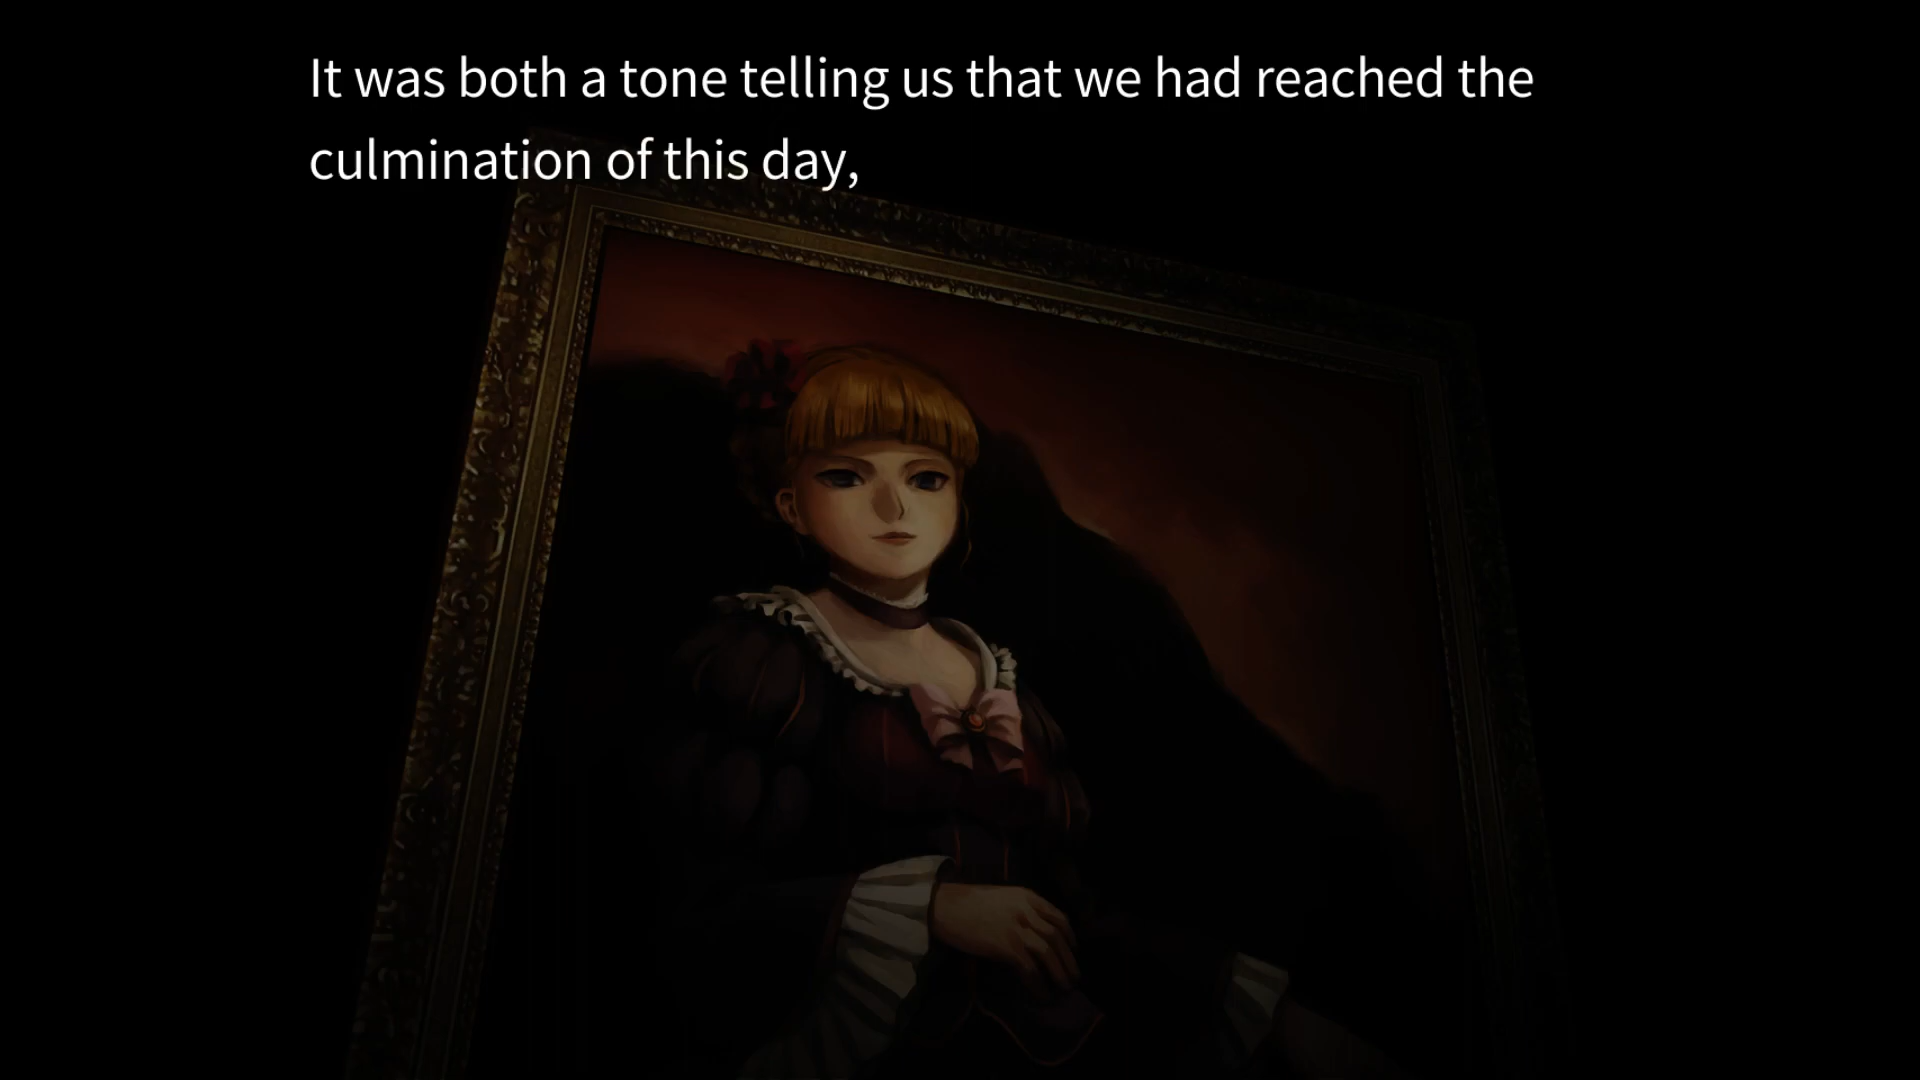 It was both a tone telling us that we had reached the
culmination of this day,